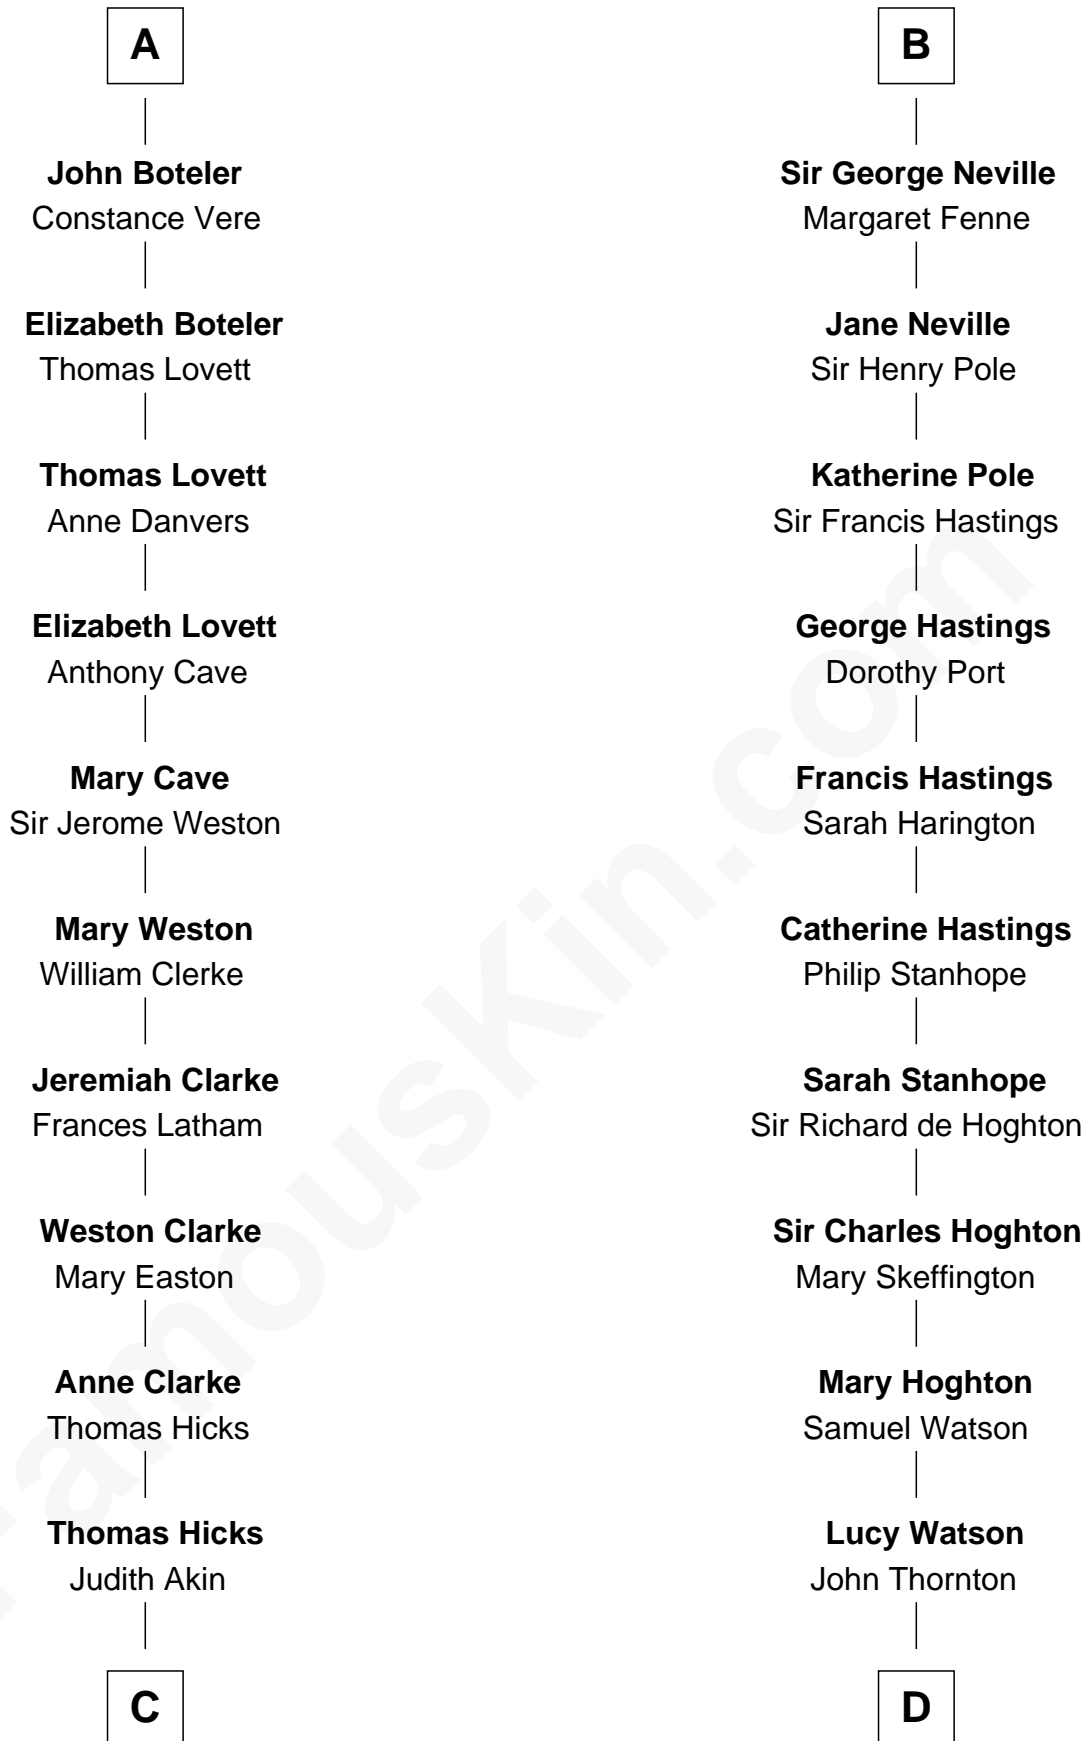 A
John Boteler
Constance Vere
Elizabeth Boteler
Thomas Lovett
Thomas Lovett
Anne Danvers
Elizabeth Lovett
Anthony Cave
Mary Cave
Sir Jerome Weston
Mary Weston
William Clerke
Jeremiah Clarke
Frances Latham
Weston Clarke
Mary Easton
Anne Clarke
Thomas Hicks
Thomas Hicks
Judith Akin
C
B
Sir George Neville
Margaret Fenne
Jane Neville
Sir Henry Pole
Katherine Pole
Sir Francis Hastings
George Hastings
Dorothy Port
Francis Hastings
Sarah Harington
Catherine Hastings
Philip Stanhope
Sarah Stanhope
Sir Richard de Hoghton
Sir Charles Hoghton
Mary Skeffington
Mary Hoghton
Samuel Watson
Lucy Watson
John Thornton
D
FamousKin.com